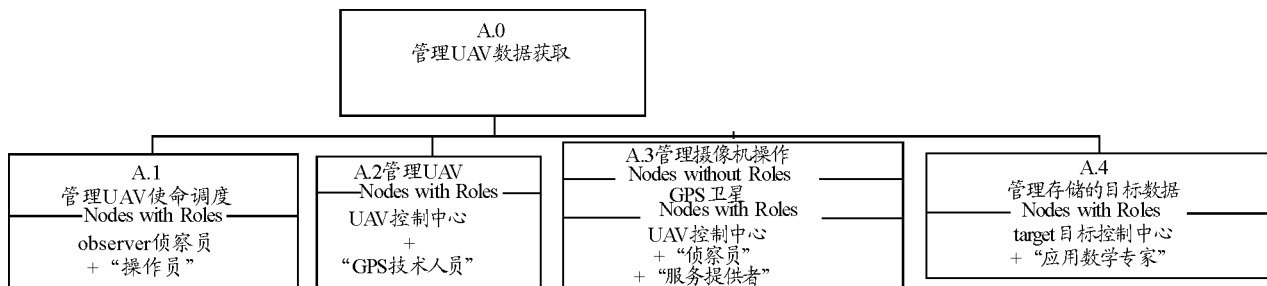 A.0
管理UAV数据获取
A.1
管理UAV使命调度
Nodes with Roles
observer侦察员
+ “操作员”
A.2管理UAV
Nodes with Roles
UAV控制中心
+
“GPS技术人员”
A.3管理摄像机操作
Nodes without Roles
GPS卫星
Nodes with Roles
UAV控制中心
+ “侦察员”
+ “服务提供者”
A.4
管理存储的目标数据
Nodes with Roles
target目标控制中心
+ “应用数学专家”